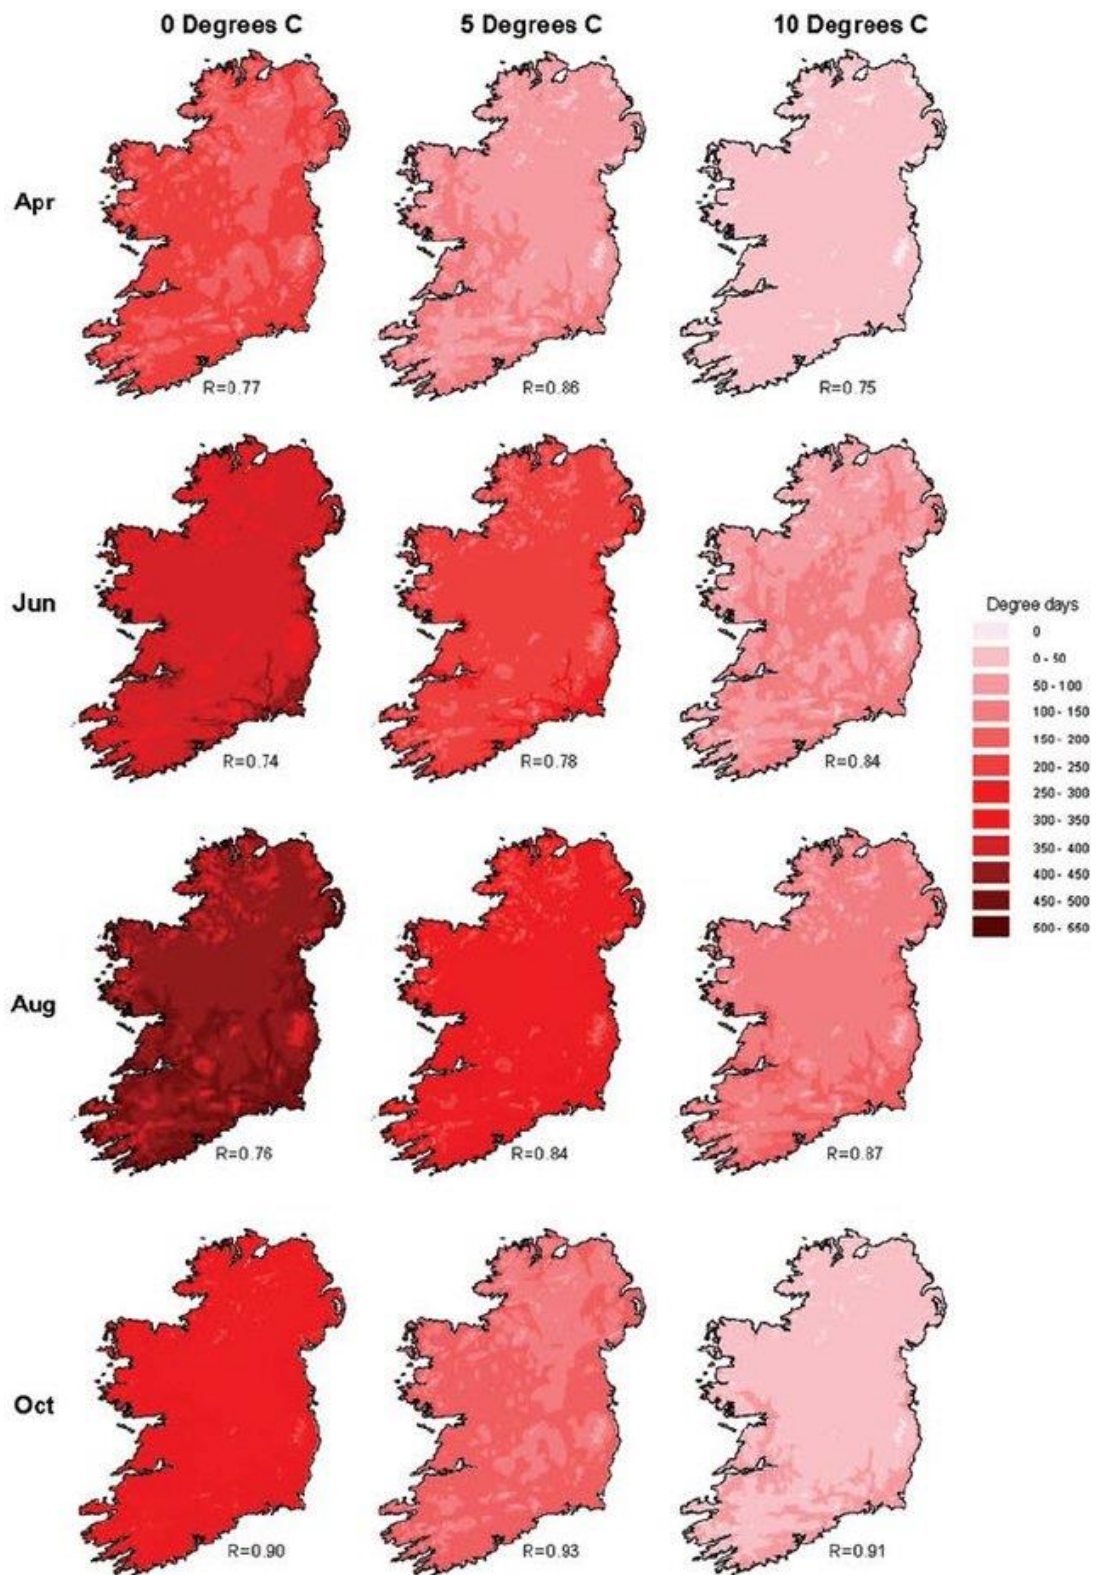 0 Degrees C 5 Degrees C 10 Degrees C
Apr
R=0.77 R=0.86 R=0.75
Jun
R=0.74 R=0.78 R=0.84
Degree days
0
0 - 50
50 - 100
100 - 150
150 - 200
200 - 250
250 - 300
300 - 350
350 - 400
400 - 450
450 - 500
500 - 550
Aug
R=0.76 R=0.84 R=0.87
Oct
R=0.90 R=0.93 R=0.91